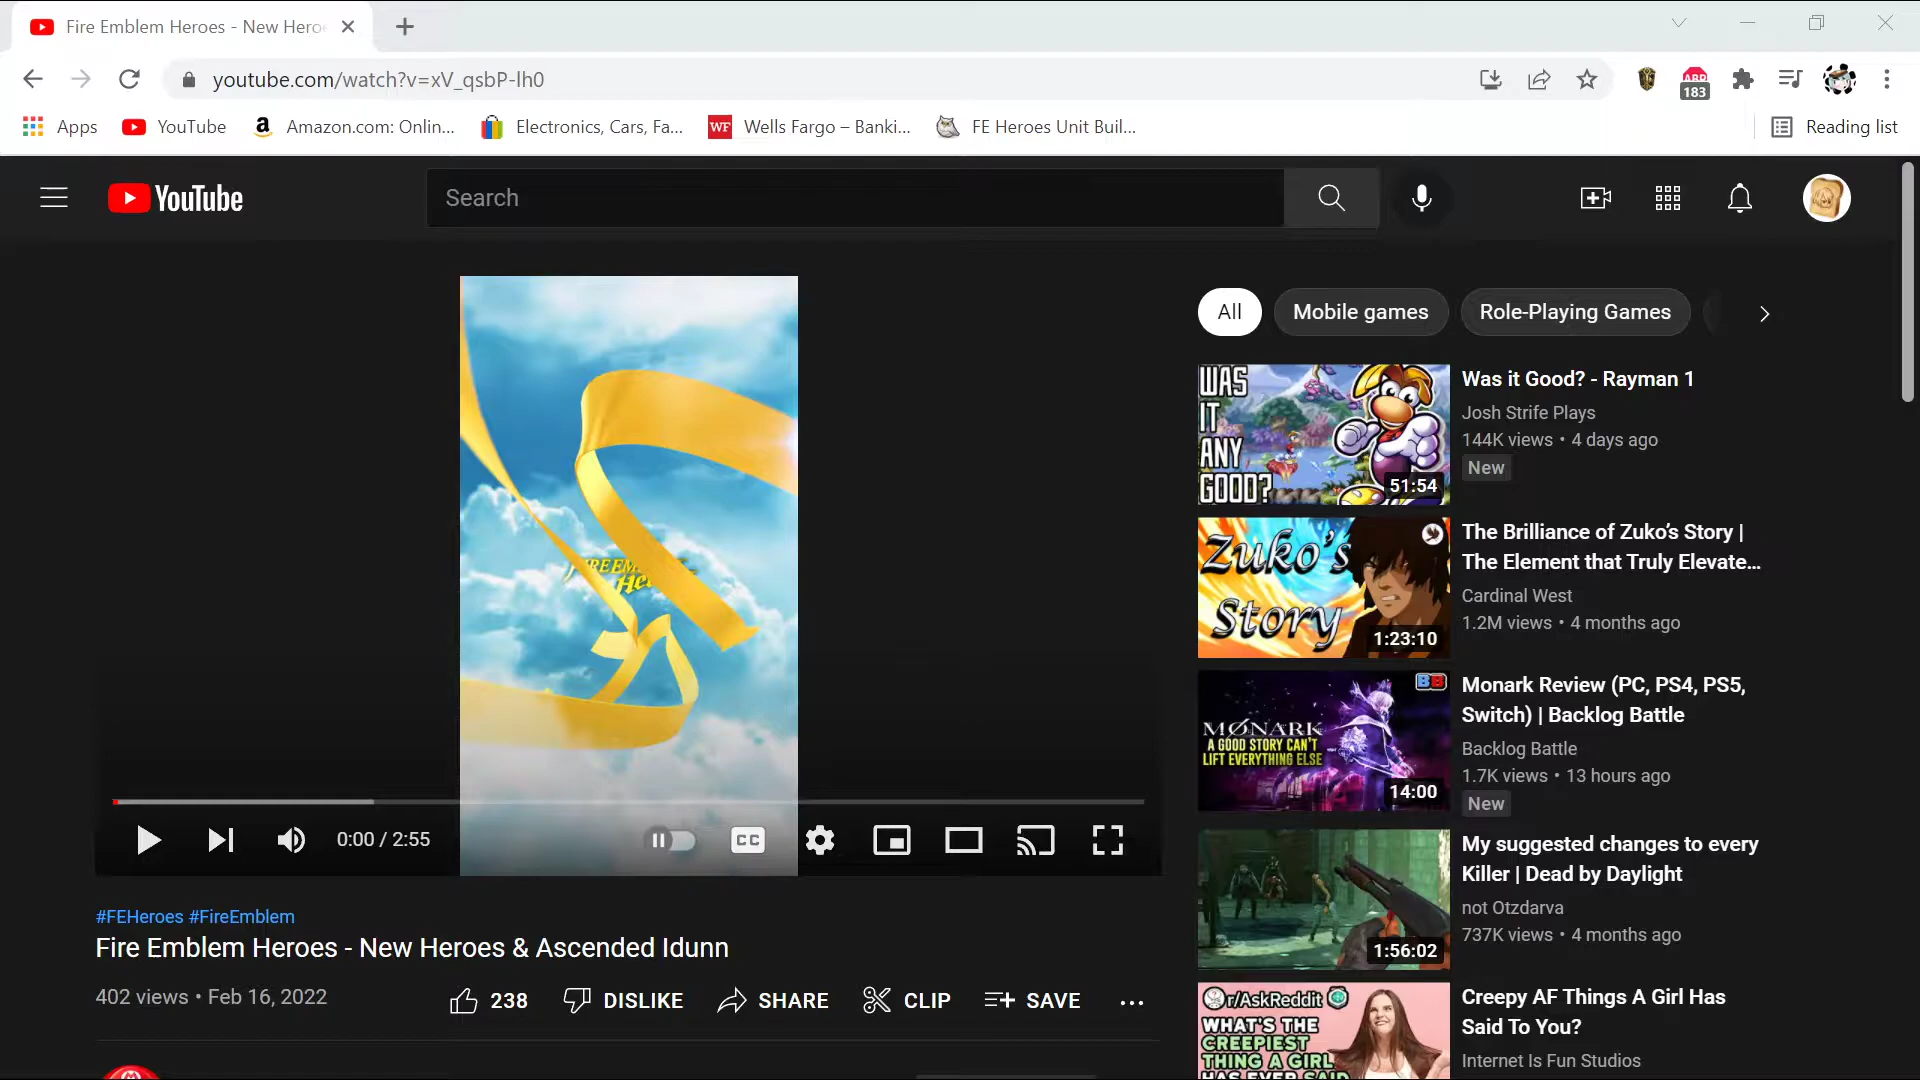 Fire Emblem Heroes - New Hero
youtube.com/watch?v=xV_qsbP-lh0
ABP
183
Apps
YouTube
Amazon.com: Onlin...
Electronics, Cars, Fa...
WF
Wells Fargo – Banki...
FE Heroes Unit Buil...
Reading list
YouTube
Search
All
Mobile games
Role-Playing Games
WAS
IT
ANY
GOOD?
51:54
Was it Good? - Rayman 1
Josh Strife Plays
144K views • 4 days ago
New
Zuko's
Story
1:23:10
The Brilliance of Zuko’s Story |
The Element that Truly Elevate...
Cardinal West
1.2M views • 4 months ago
BB
MONARK
A GOOD STORY CAN'T
LIFT EVERYTHING ELSE
14:00
Monark Review (PC, PS4, PS5,
Switch) | Backlog Battle
Backlog Battle
1.7K views • 13 hours ago
New
1:56:02
My suggested changes to every
Killer | Dead by Daylight
not Otzdarva
737K views • 4 months ago
r/AskReddit
WHAT'S THE
CREEPIEST
THING A GIRL
HAS EVER SAID
Creepy AF Things A Girl Has
Said To You?
Internet Is Fun Studios
0:00 / 2:55
CC
#FEHeroes #FireEmblem
Fire Emblem Heroes - New Heroes & Ascended Idunn
402 views • Feb 16, 2022
238
DISLIKE
SHARE
CLIP
SAVE